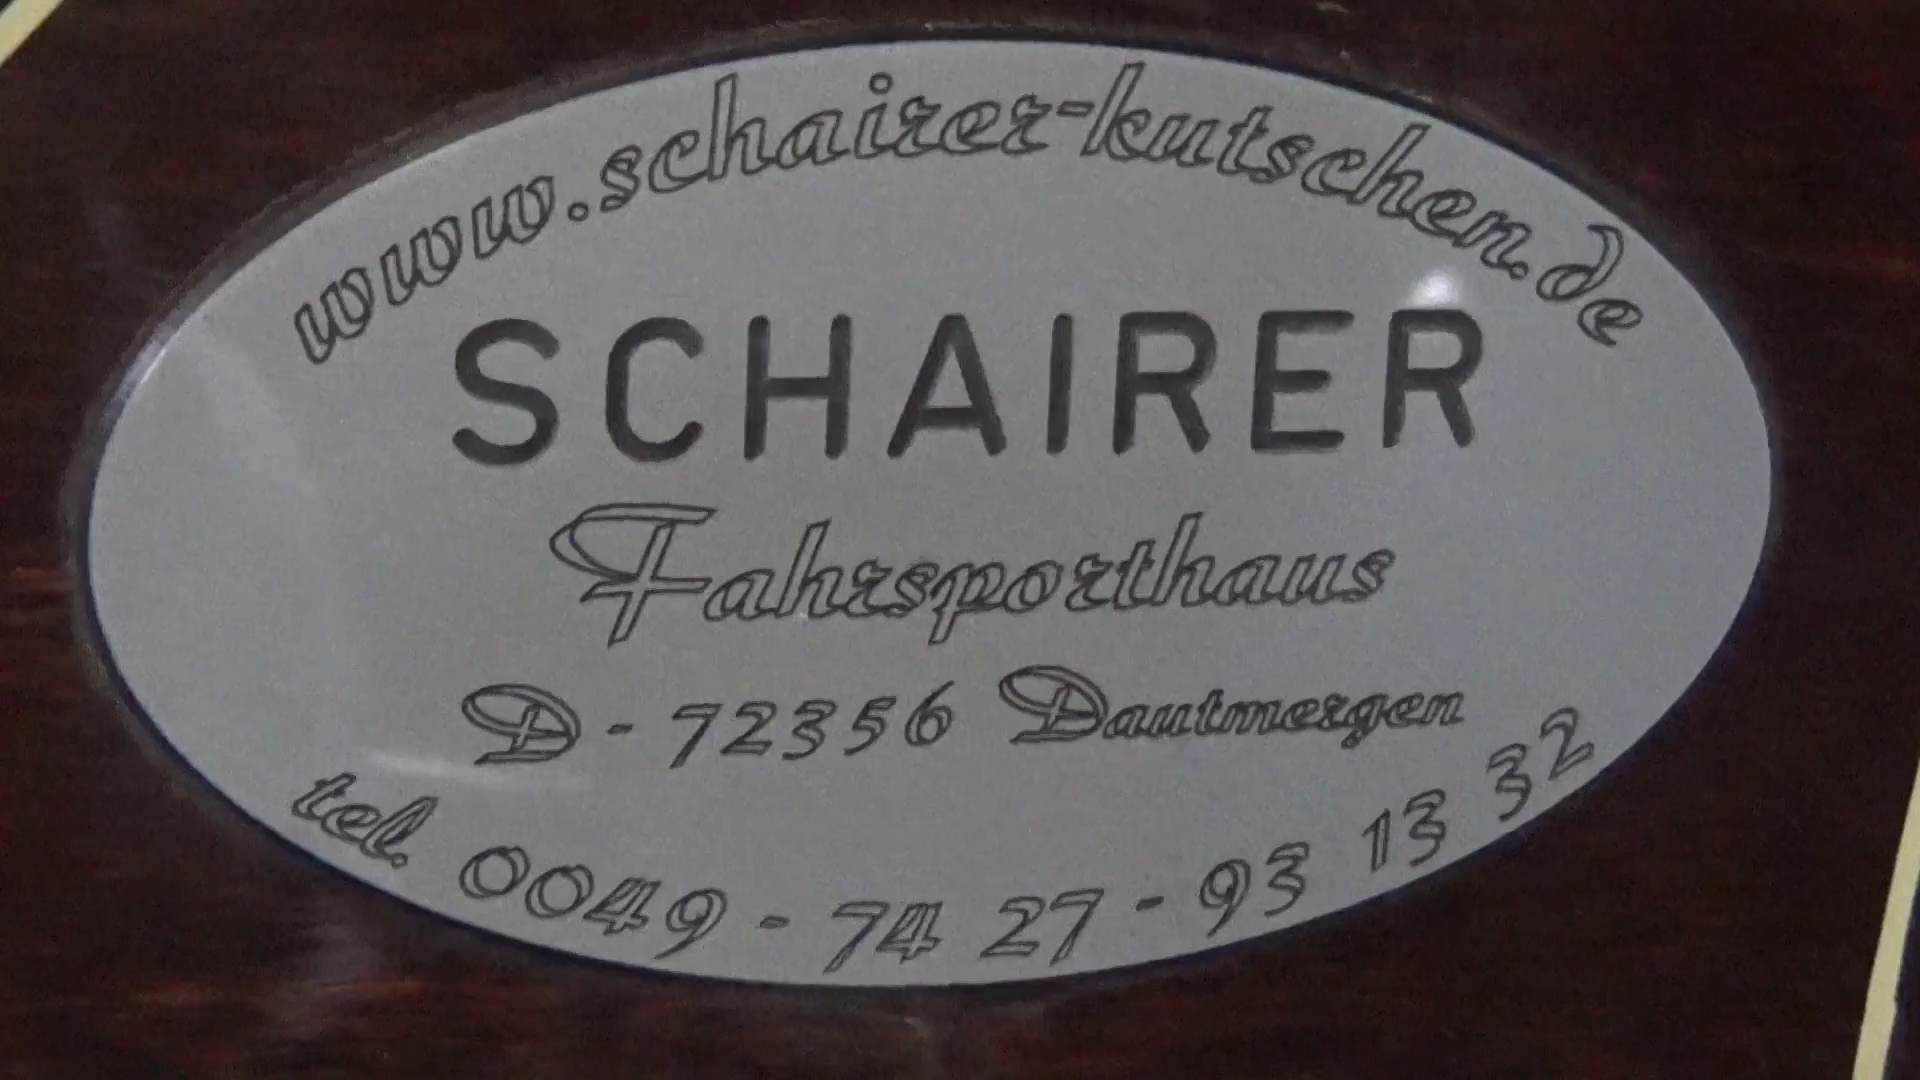 www.schairer-kutschen.de
SCHAIRER
Fahrsporthaus
D - 72356 Dautmergen
tel. 0049 - 74 27 - 93 13 32